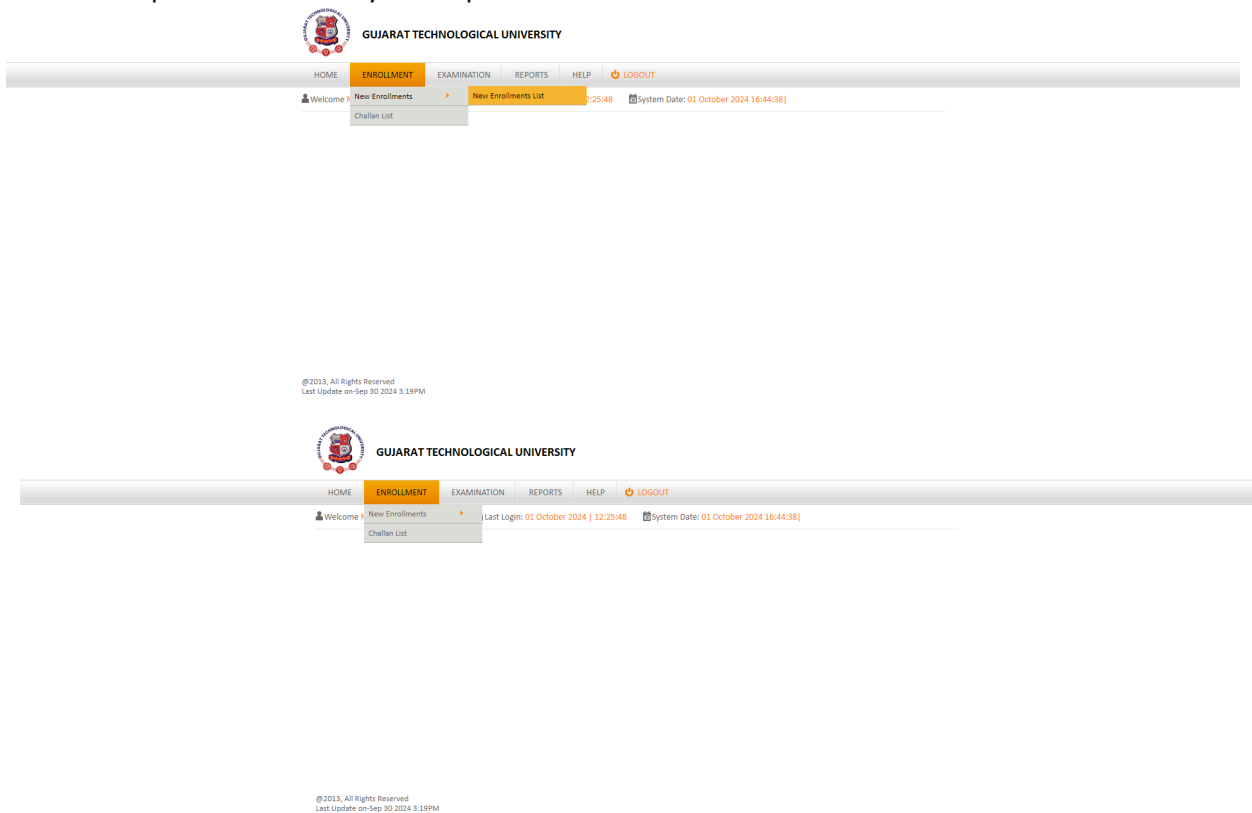 GUJARAT TECHNOLOGICAL UNIVERSITY
HOME ENROLLMENT EXAMINATION REPORTS HELP LOGOUT
Welcome New Enrollments New Enrollments List 2:25:48 System Date: 01 October 2024 16:44:38|
Challan List
@2013, All Rights Reserved
Last Update on-Sep 30 2024 3:19PM
GUJARAT TECHNOLOGICAL UNIVERSITY
HOME ENROLLMENT EXAMINATION REPORTS HELP LOGOUT
Welcome New Enrollments Last Login: 01 October 2024 | 12:25:48 System Date: 01 October 2024 16:44:38|
Challan List
@2013, All Rights Reserved
Last Update on-Sep 30 2024 3:19PM